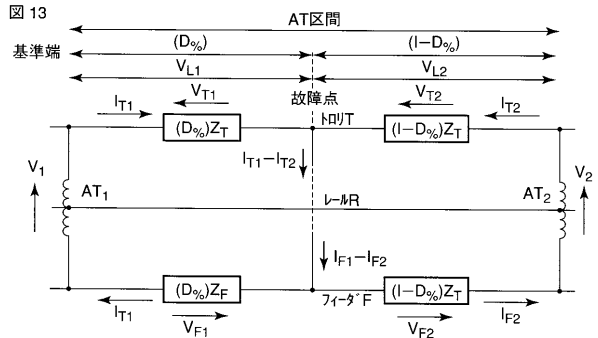 図 13
AT区間
基準端
(D%)
(I−D%)
VL1
VL2
IT1
VT1
故障点
VT2
IT2
(D%)ZT
トロリT
(I−D%)ZT
V1
AT1
IT1−IT2
AT2
V2
レールR
IF1−IF2
(D%)ZF
(I−D%)ZT
フィーダF
IT1
VF1
VF2
IF2